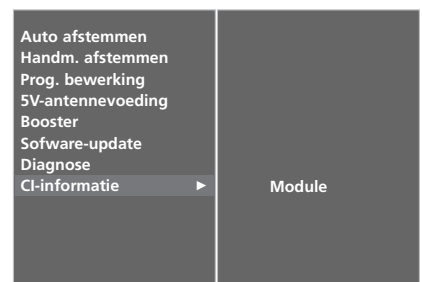 Auto afstemmen
Handm. afstemmen
Prog. bewerking
5V-antennevoeding
Booster
Sofware-update
Diagnose
CI-informatie ►
Module